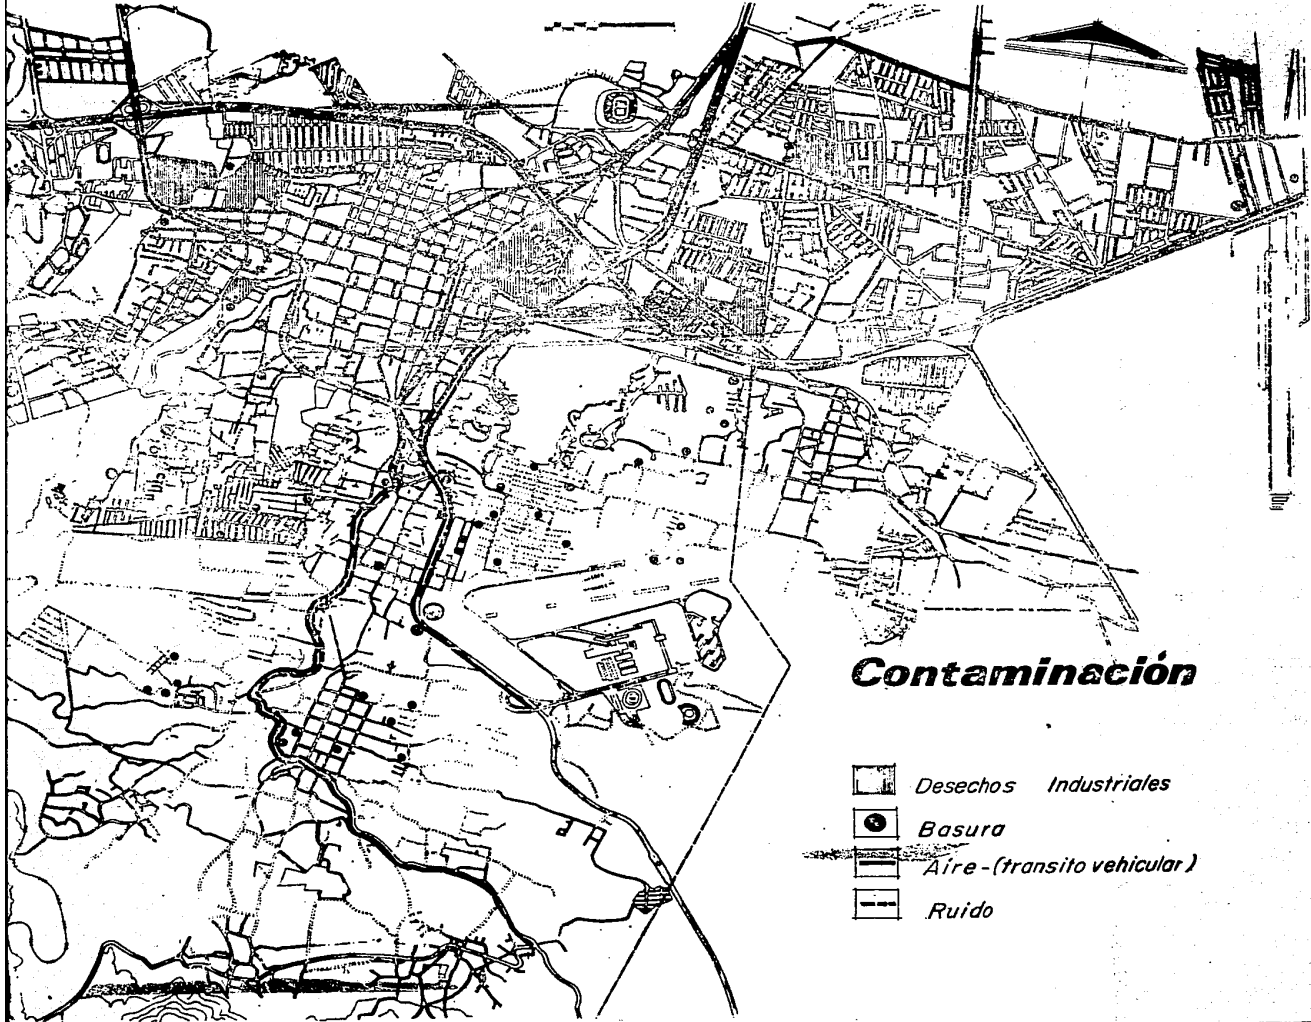 Contaminación
Desechos Industriales
Basura
Aire-(transito vehicular)
Ruido